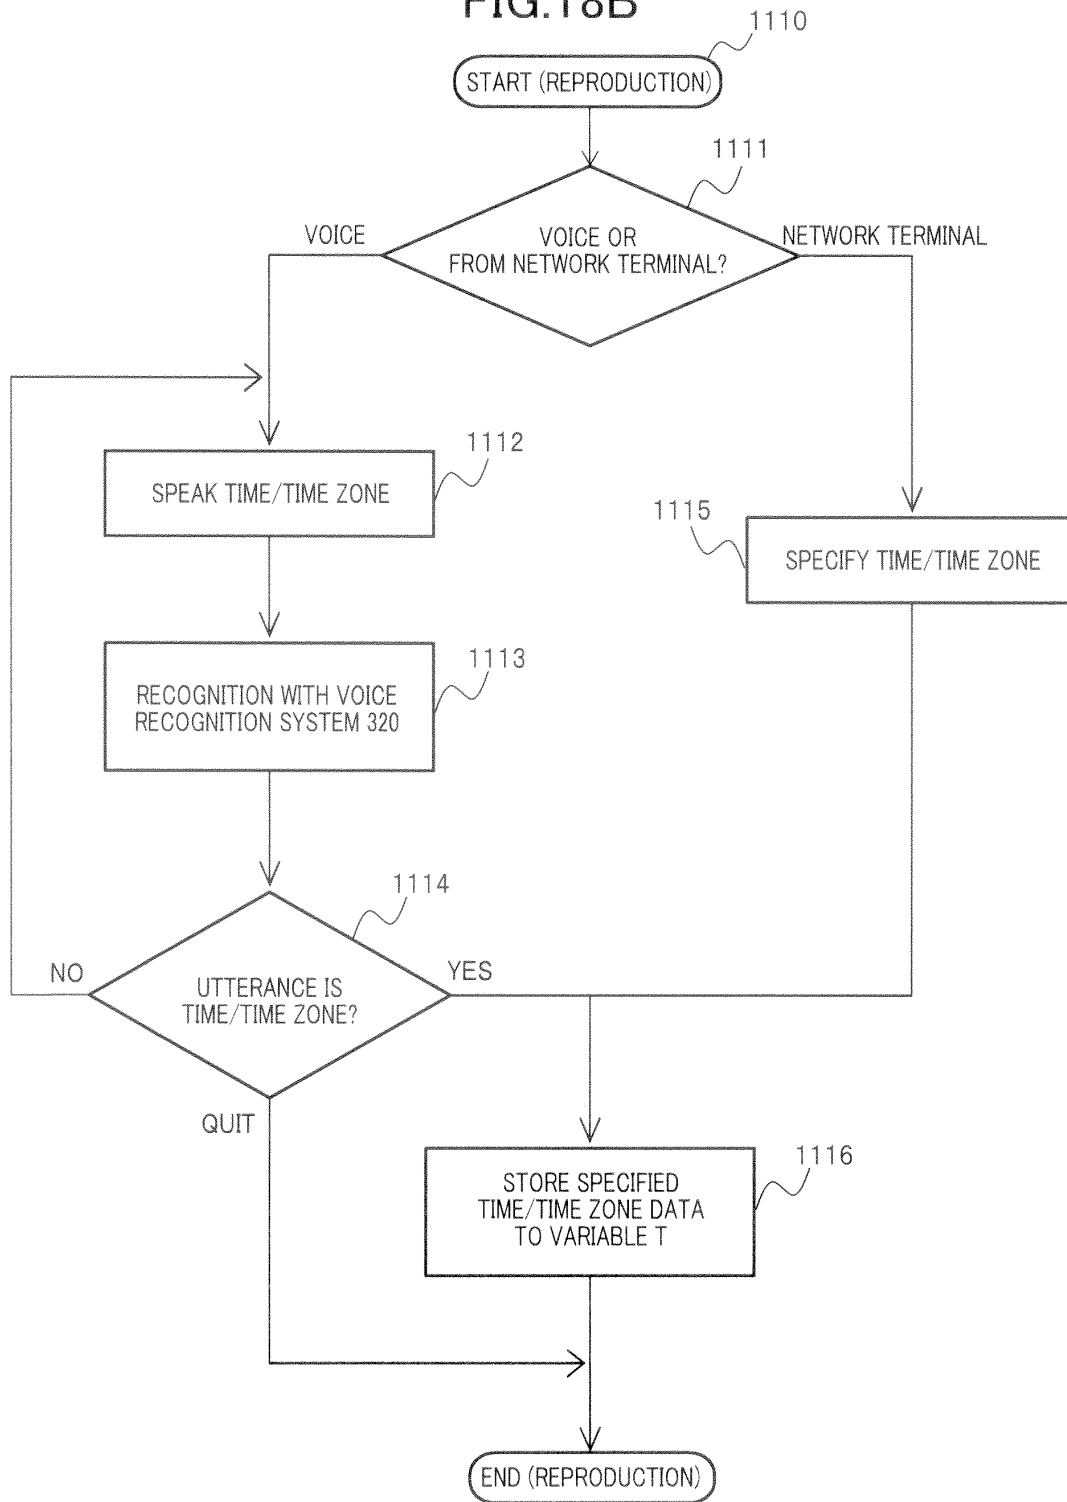 FIG.18B
1110
START (REPRODUCTION)
1111
VOICE
VOICE OR
FROM NETWORK TERMINAL?
NETWORK TERMINAL
1112
SPEAK TIME/TIME ZONE
1115
SPECIFY TIME/TIME ZONE
1113
RECOGNITION WITH VOICE
RECOGNITION SYSTEM 320
1114
NO
UTTERANCE IS
TIME/TIME ZONE?
YES
QUIT
1116
STORE SPECIFIED
TIME/TIME ZONE DATA
TO VARIABLE T
END (REPRODUCTION)